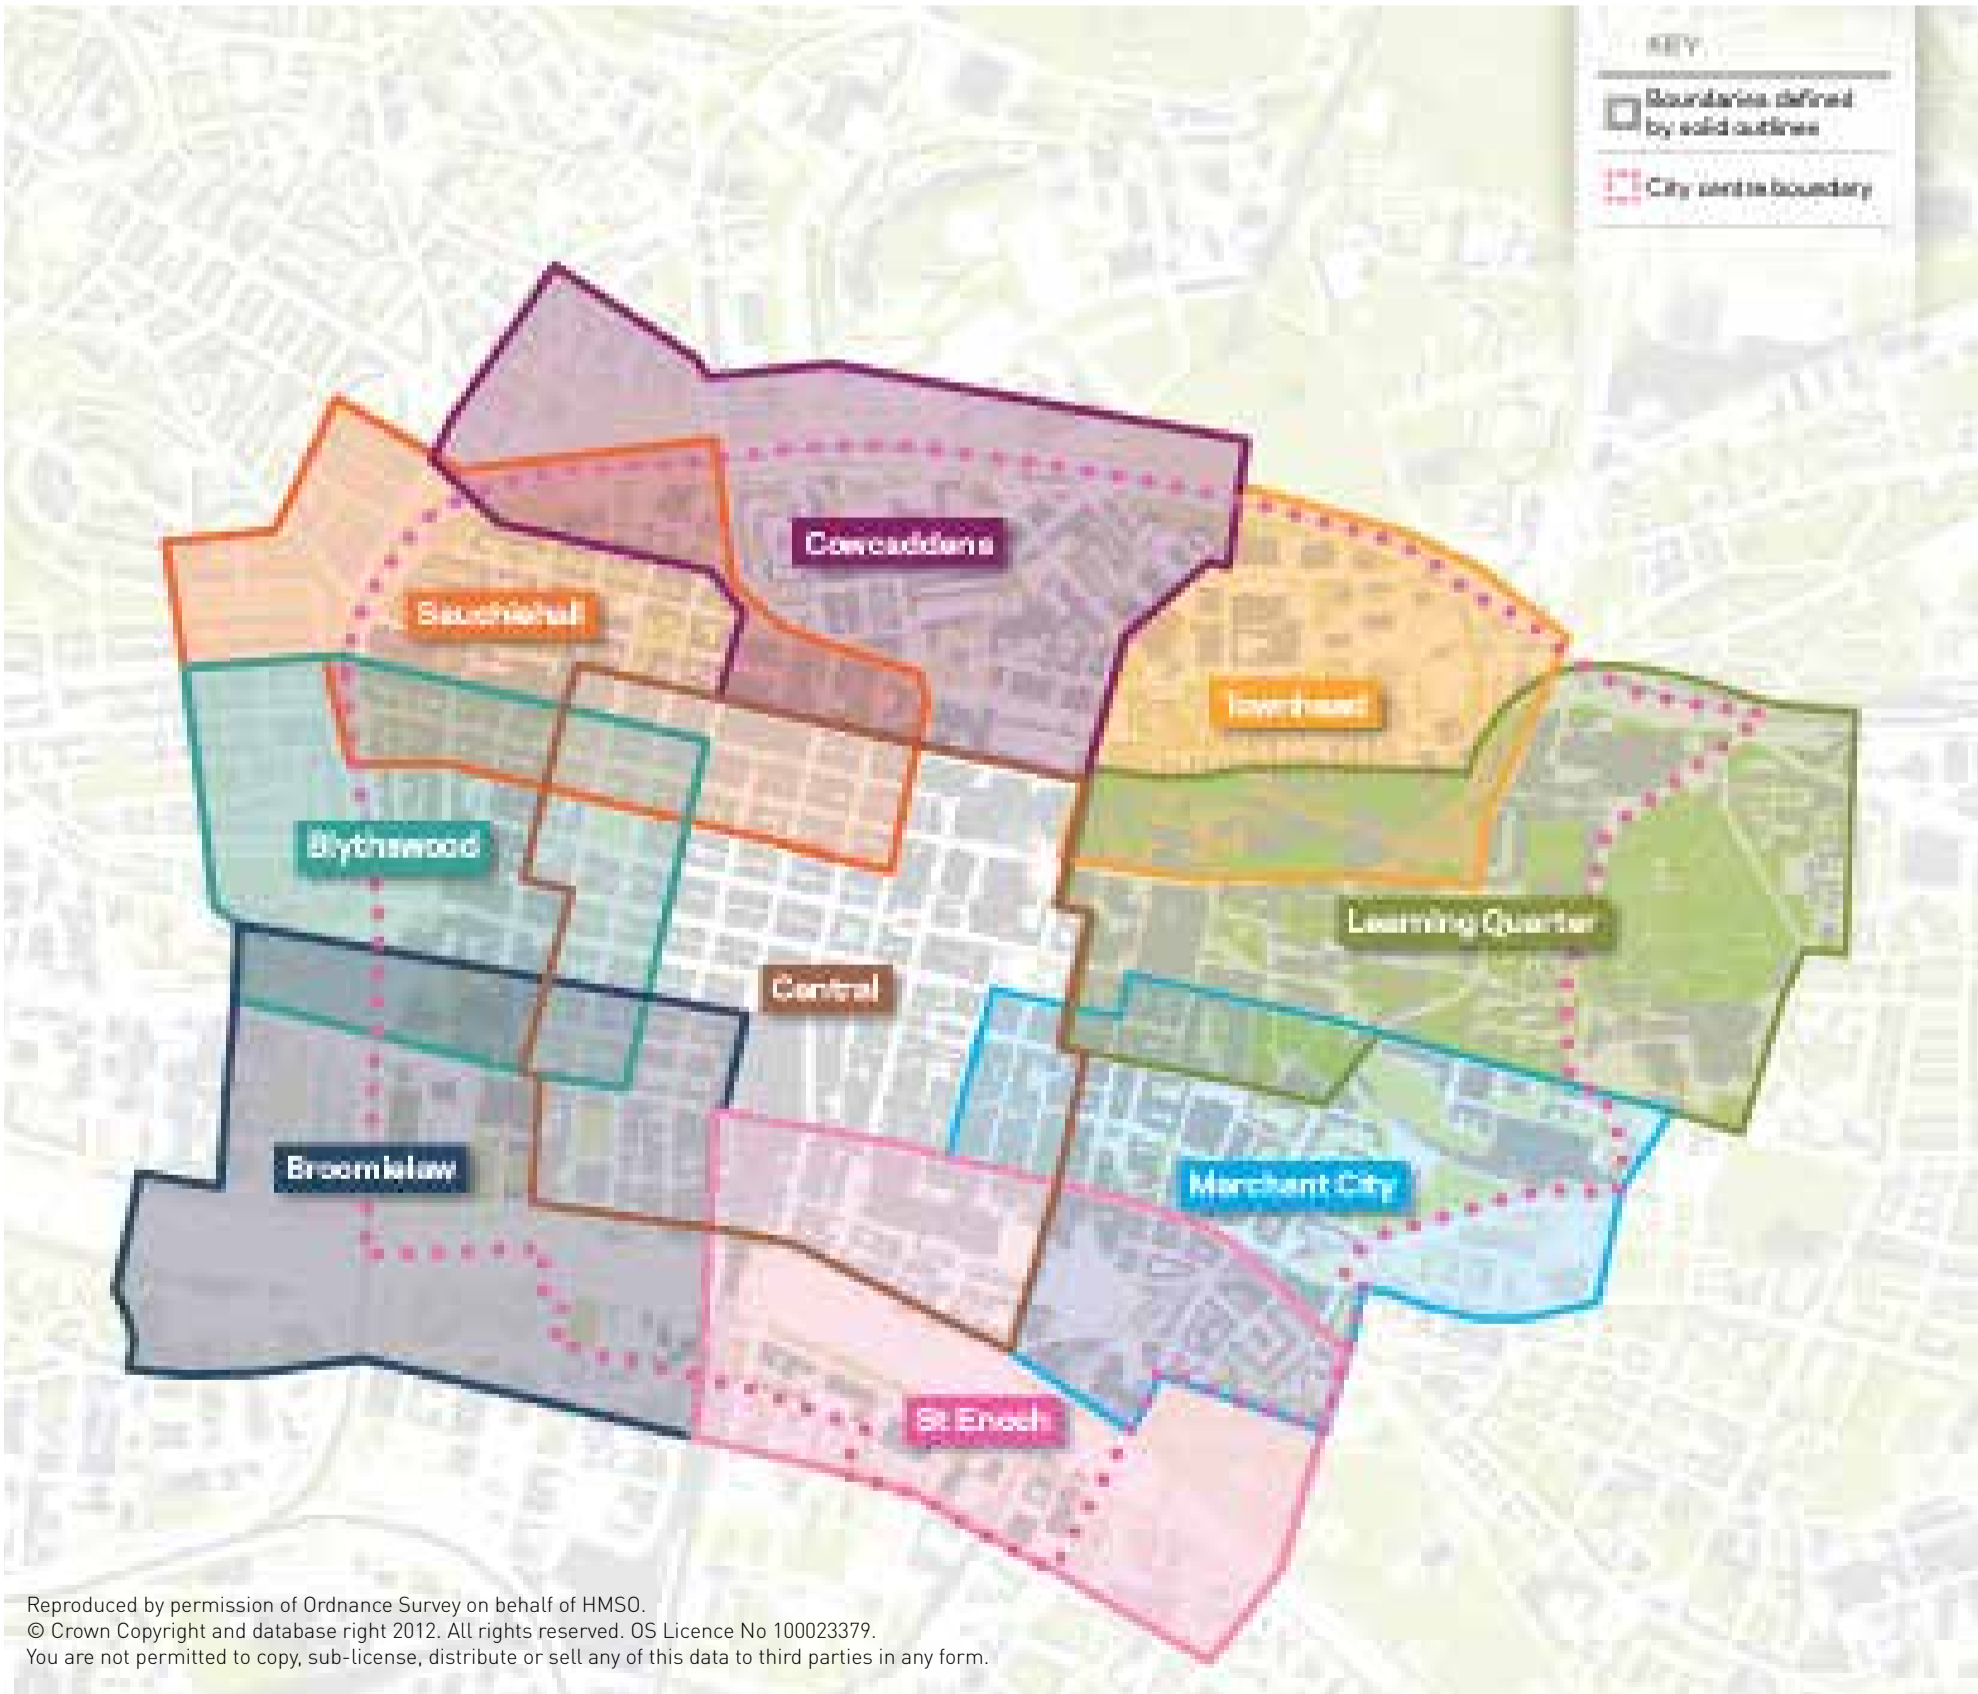 KEY
Boundaries defined
by solid outlines
City centre boundary
Cowcaddens
Sauchiehall
Townhead
Blythswood
Learning Quarter
Central
Broomielaw
Merchant City
St Enoch
Reproduced by permission of Ordnance Survey on behalf of HMSO.
© Crown Copyright and database right 2012. All rights reserved. OS Licence No 100023379.
You are not permitted to copy, sub-license, distribute or sell any of this data to third parties in any form.